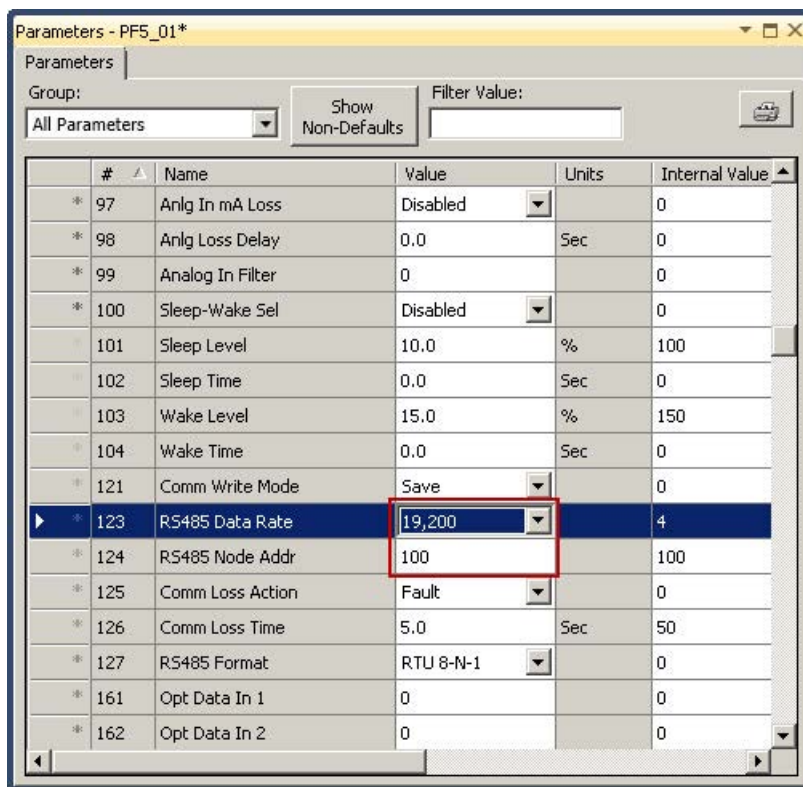 Parameters - PF5_01*
Parameters
Group:
Filter Value:
All Parameters
Show
Non-Defaults
# Name Value Units Internal Value
* 97 Anlg In mA Loss Disabled 0
* 98 Anlg Loss Delay 0.0 Sec 0
* 99 Analog In Filter 0 0
* 100 Sleep-Wake Sel Disabled 0
* 101 Sleep Level 10.0 % 100
* 102 Sleep Time 0.0 Sec 0
* 103 Wake Level 15.0 % 150
* 104 Wake Time 0.0 Sec 0
* 121 Comm Write Mode Save 0
* 123 RS485 Data Rate 19,200 4
* 124 RS485 Node Addr 100 100
* 125 Comm Loss Action Fault 0
* 126 Comm Loss Time 5.0 Sec 50
* 127 RS485 Format RTU 8-N-1 0
* 161 Opt Data In 1 0 0
* 162 Opt Data In 2 0 0